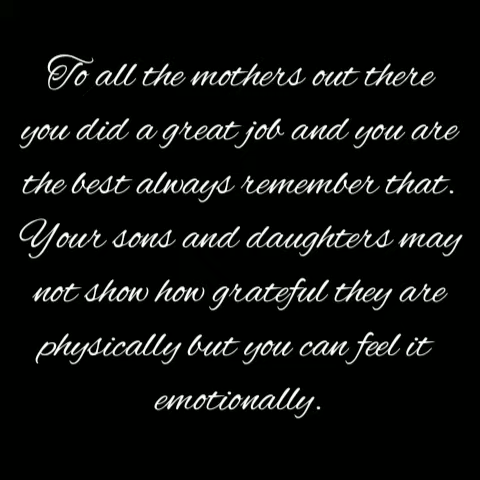 To all the mothers out there
you did a great job and you are
the best always remember that.
Your sons and daughters may
not show how grateful they are
physically but you can feel it
emotionally.